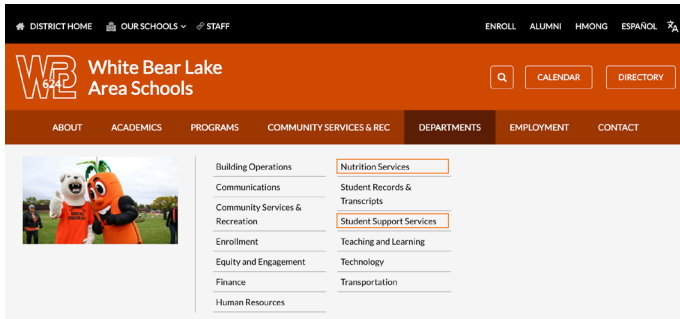 DISTRICT HOME OUR SCHOOLS STAFF ENROLL ALUMNI HMONG ESPAÑOL
WBL
624
White Bear Lake
Area Schools
CALENDAR DIRECTORY
ABOUT ACADEMICS PROGRAMS COMMUNITY SERVICES & REC DEPARTMENTS EMPLOYMENT CONTACT
Building Operations
Communications
Community Services &
Recreation
Enrollment
Equity and Engagement
Finance
Human Resources
Nutrition Services
Student Records &
Transcripts
Student Support Services
Teaching and Learning
Technology
Transportation